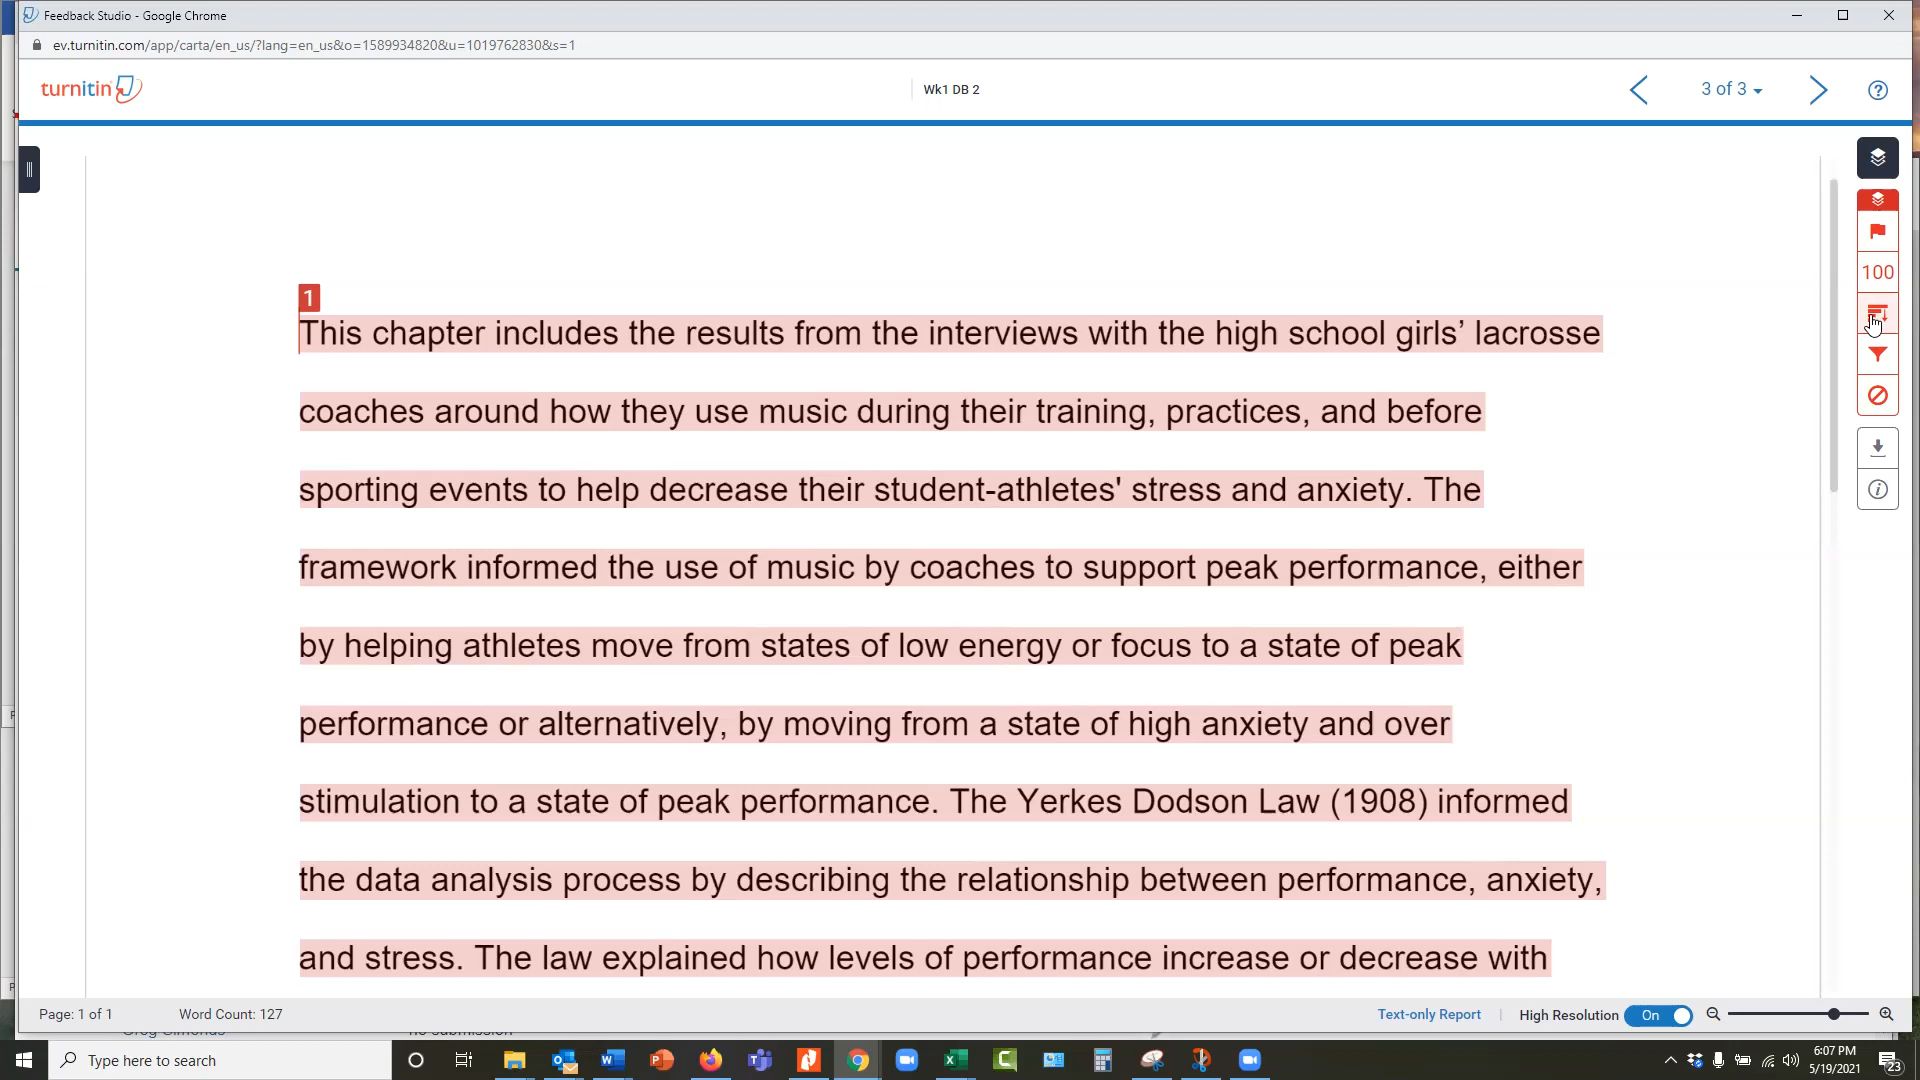 Feedback Studio - Google Chrome
ev.turnitin.com/app/carta/en_us/?lang=en_us&o=1589934820&u=1019762830&s=1
turnitin
Wk1 DB 2
3 of 3
100
1
This chapter includes the results from the interviews with the high school girls’ lacrosse
coaches around how they use music during their training, practices, and before
sporting events to help decrease their student-athletes' stress and anxiety. The
framework informed the use of music by coaches to support peak performance, either
by helping athletes move from states of low energy or focus to a state of peak
performance or alternatively, by moving from a state of high anxiety and over
stimulation to a state of peak performance. The Yerkes Dodson Law (1908) informed
the data analysis process by describing the relationship between performance, anxiety,
and stress. The law explained how levels of performance increase or decrease with
Page: 1 of 1
Word Count: 127
Text-only Report
High Resolution
On
Type here to search
6:07 PM
5/19/2021
23